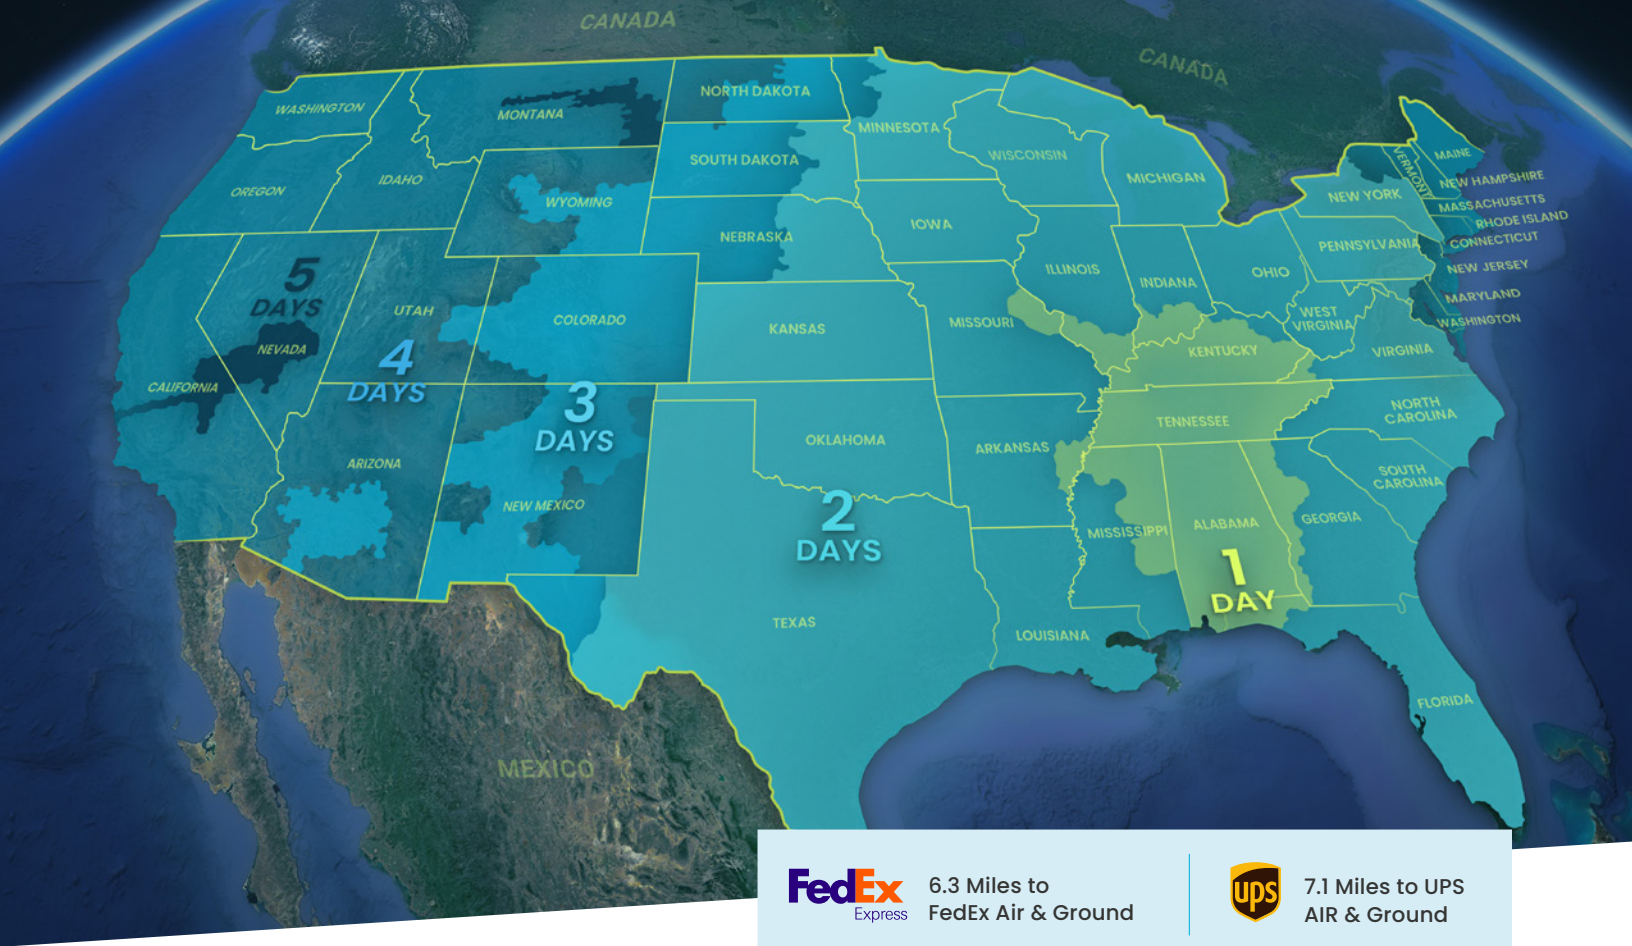 CANADA
CANADA
WASHINGTON
MONTANA
NORTH DAKOTA
MINNESOTA
OREGON
IDAHO
SOUTH DAKOTA
WISCONSIN
MICHIGAN
VERMONT
MAINE
NEW HAMPSHIRE
NEW YORK
MASSACHUSETTS
RHODE ISLAND
CONNECTICUT
WYOMING
NEBRASKA
IOWA
PENNSYLVANIA
NEW JERSEY
5
DAYS
UTAH
COLORADO
KANSAS
MISSOURI
ILLINOIS
INDIANA
OHIO
WEST
VIRGINIA
MARYLAND
WASHINGTON
NEVADA
4
DAYS
CALIFORNIA
KENTUCKY
VIRGINIA
3
DAYS
OKLAHOMA
ARKANSAS
TENNESSEE
NORTH
CAROLINA
ARIZONA
NEW MEXICO
SOUTH
CAROLINA
2
DAYS
MISSISSIPPI
ALABAMA
GEORGIA
1
DAY
TEXAS
LOUISIANA
FLORIDA
MEXICO
FedEx
Express
6.3 Miles to
FedEx Air & Ground
ups
7.1 Miles to UPS
AIR & Ground